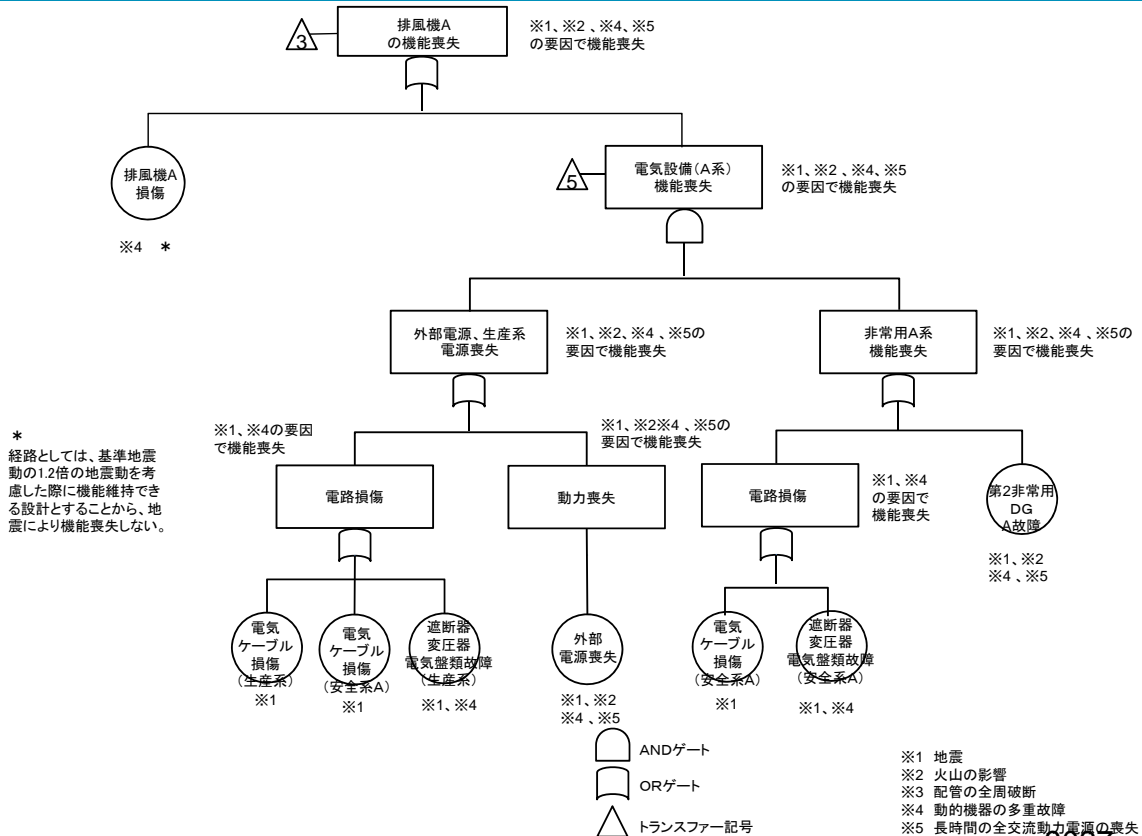 排風機A
の機能喪失
※1、※2 、※4、※5
の要因で機能喪失
3
排風機A
損傷
※4 *
電気設備(A系)
機能喪失
5
※1、※2 、※4、※5
の要因で機能喪失
外部電源、生産系
電源喪失
※1、※2、※4 、※5の
要因で機能喪失
非常用A系
機能喪失
※1、※2、※4 、※5の
要因で機能喪失
*
経路としては、基準地震
動の1.2倍の地震動を考
慮した際に機能維持でき
る設計とすることから、地
震により機能喪失しない。
※1、※4の要因
で機能喪失
電路損傷
※1、※2※4 、※5の
要因で機能喪失
動力喪失
電路損傷
※1、※4
の要因で
機能喪失
第2非常用
DG
A故障
※1、※2
※4 、※5
電気
ケーブル
損傷
(生産系)
※1
電気
ケーブル
損傷
(安全系A)
※1
遮断器
変圧器
電気盤類故障
(生産系)
※1、※4
外部
電源喪失
※1、※2
※4 、※5
電気
ケーブル
損傷
(安全系A)
※1
遮断器
変圧器
電気盤類故障
(安全系A)
※1、※4
ANDゲート
ORゲート
トランスファー記号
※1 地震
※2 火山の影響
※3 配管の全周破断
※4 動的機器の多重故障
※5 長時間の全交流動力電源の喪失